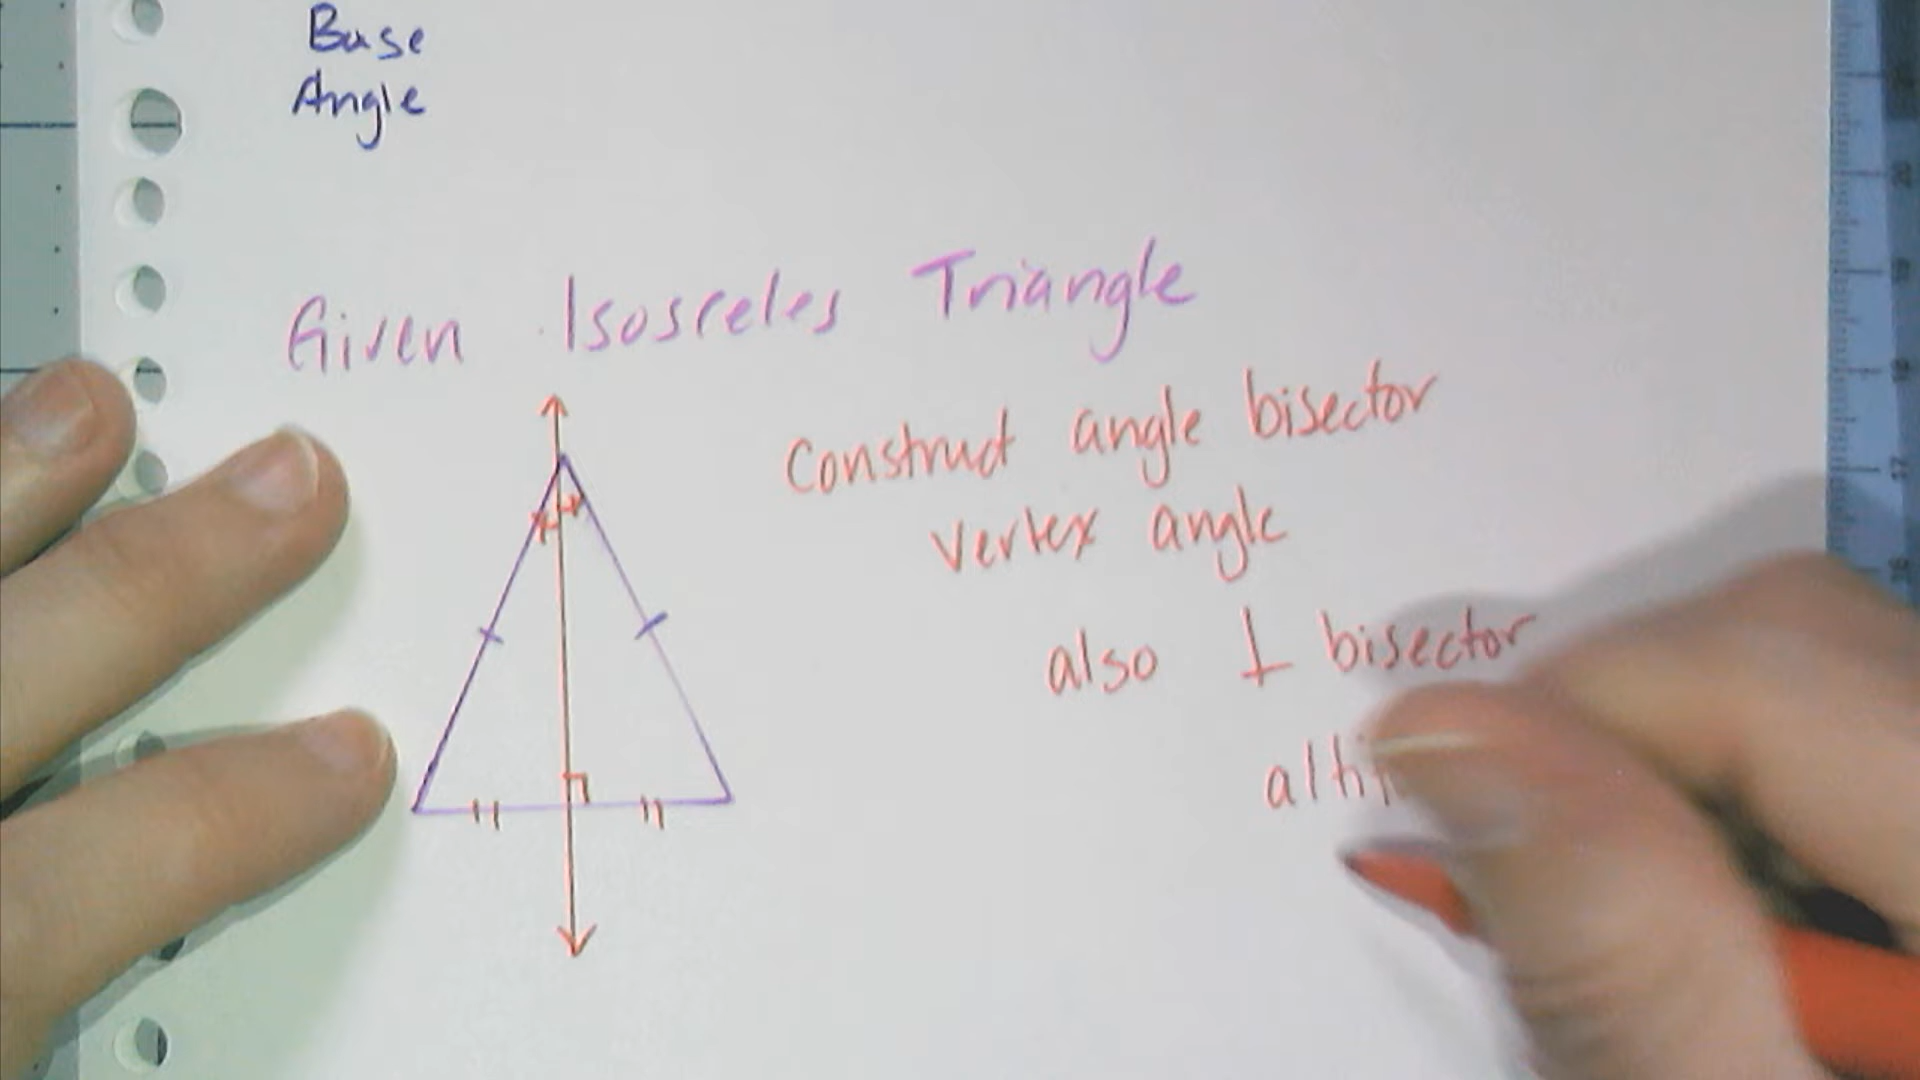 Base
Angle
Given Isosceles Triangle
Construct angle bisector
vertex angle
also ⊥ bisector